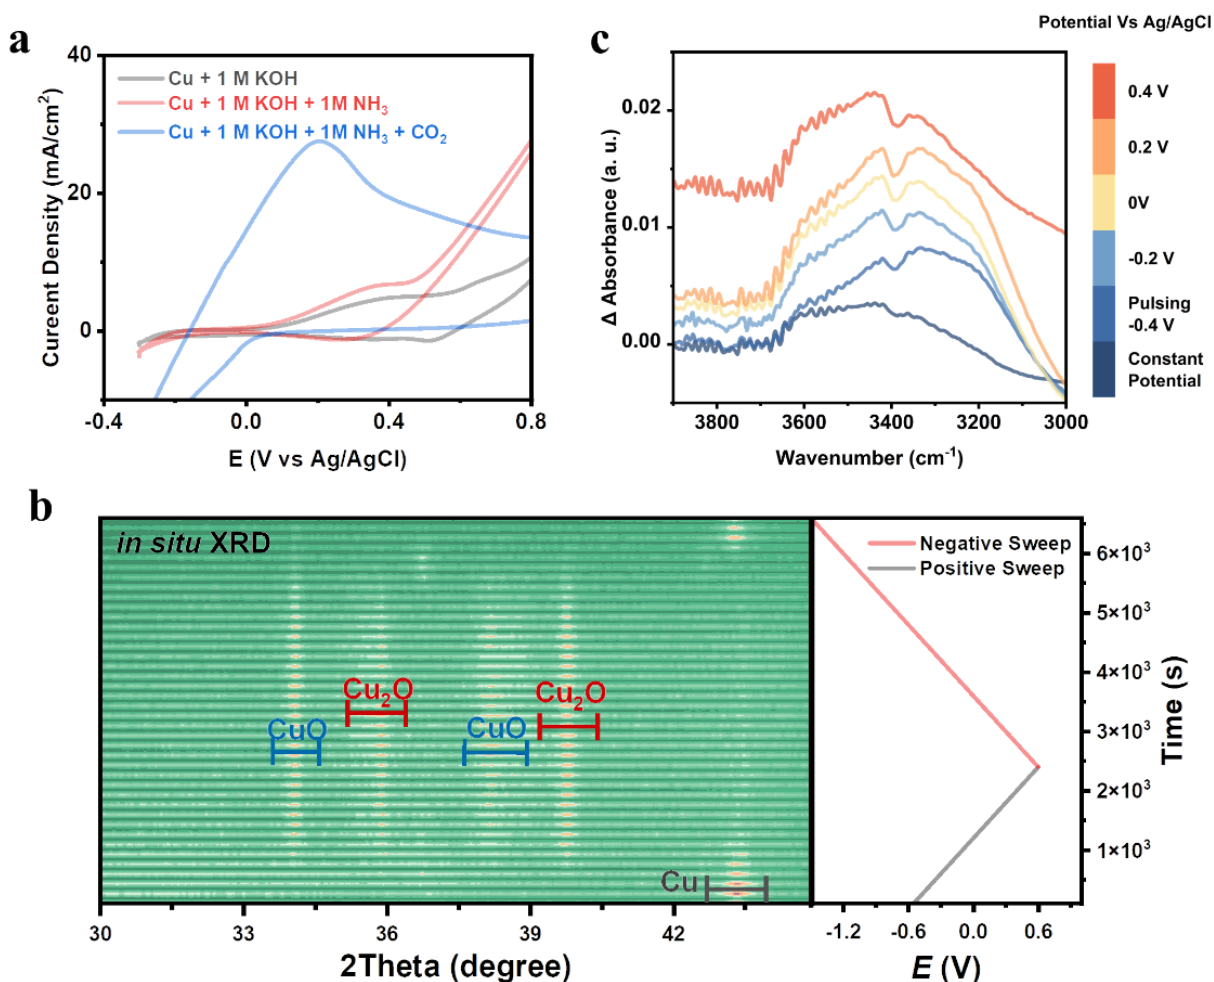 a
Cureent Density (mA/cm²)
40
20
0
Cu + 1 M KOH
Cu + 1 M KOH + 1M NH₃
Cu + 1 M KOH + 1M NH₃ + CO₂
-0.4
0.0
0.4
0.8
E (V vs Ag/AgCl)
c
Δ Absorbance (a. u.)
0.02
0.01
0.00
3800
3600
3400
3200
3000
Wavenumber (cm⁻¹)
Potential Vs Ag/AgCl
0.4 V
0.2 V
0V
-0.2 V
Pulsing
-0.4 V
Constant
Potential
b
in situ XRD
Cu₂O
Cu₂O
CuO
CuO
Cu
30
33
36
39
42
2Theta (degree)
Negative Sweep
Positive Sweep
6×10³
5×10³
4×10³
3×10³
2×10³
1×10³
Time (s)
-1.2
-0.6
0.0
0.6
E (V)